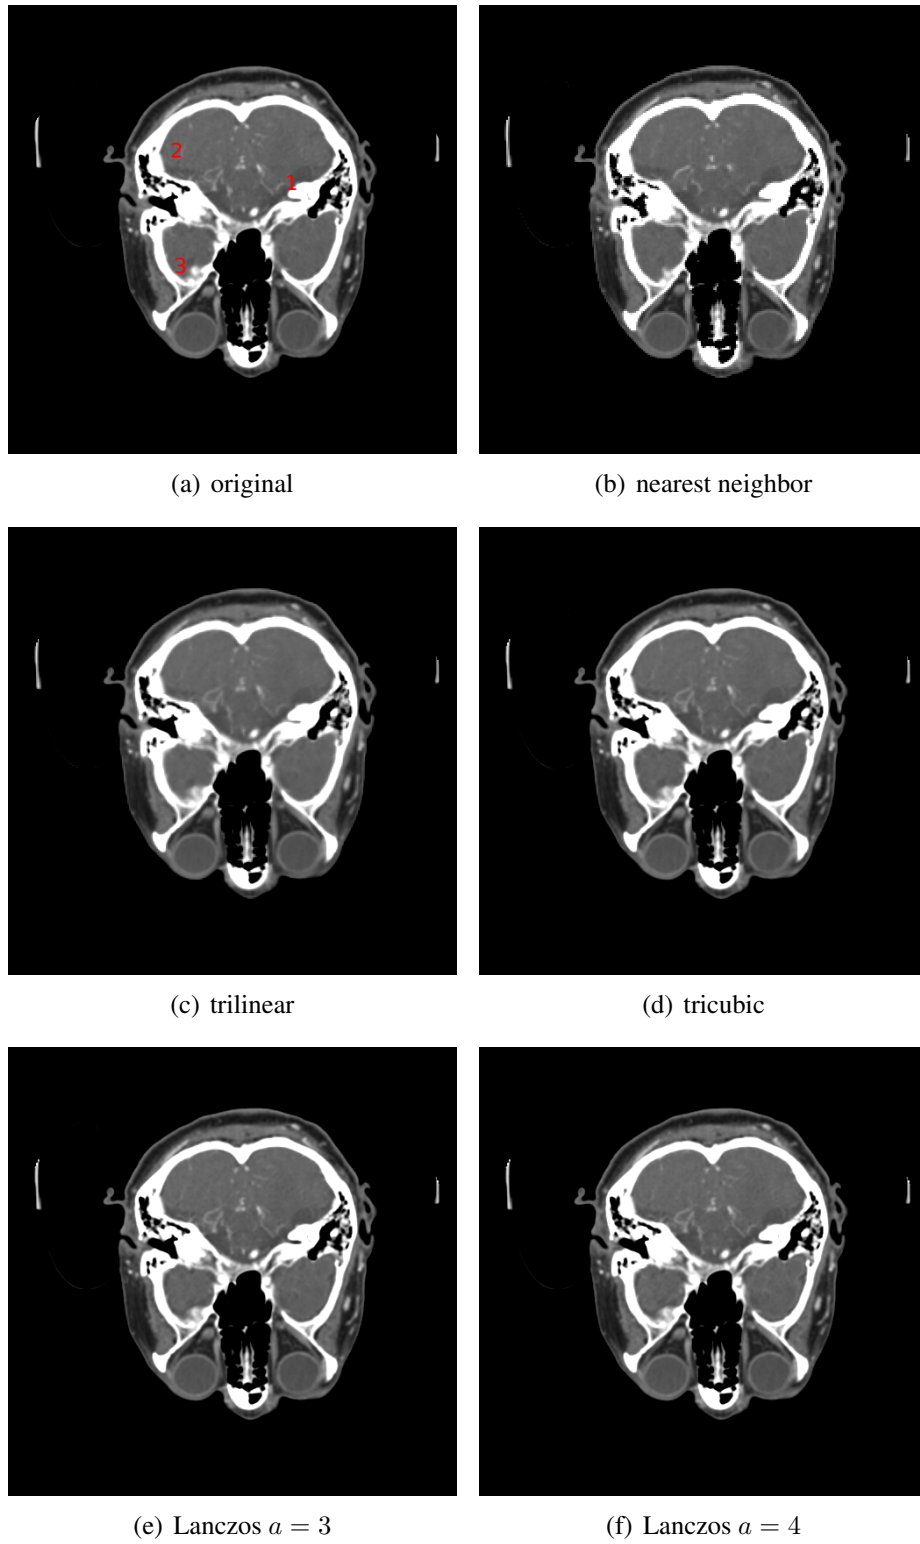 2
1
3
(a) original
(b) nearest neighbor
(c) trilinear
(d) tricubic
(e) Lanczos a = 3
(f) Lanczos a = 4